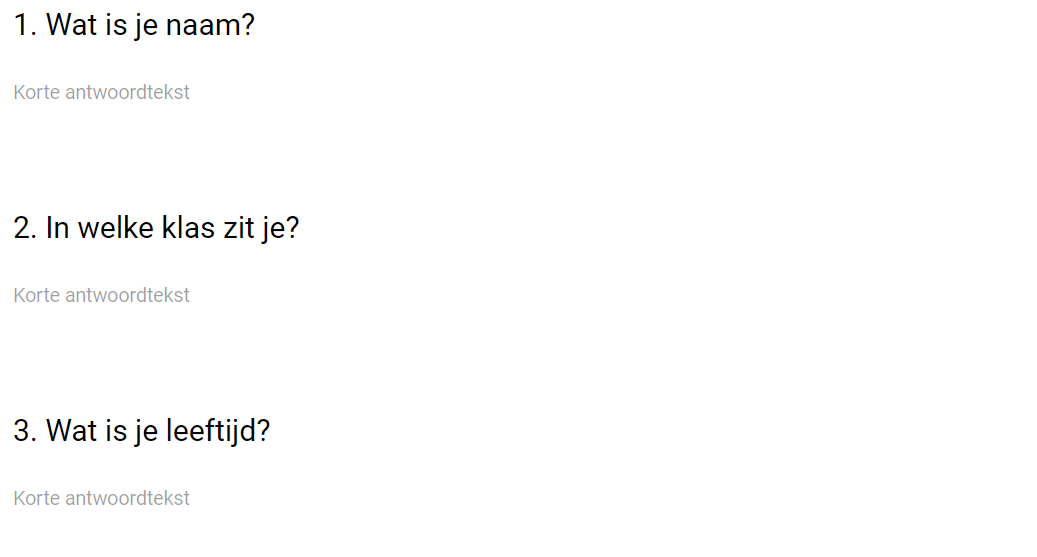 1. Wat is je naam?
Korte antwoordtekst
2. In welke klas zit je?
Korte antwoordtekst
3. Wat is je leeftijd?
Korte antwoordtekst